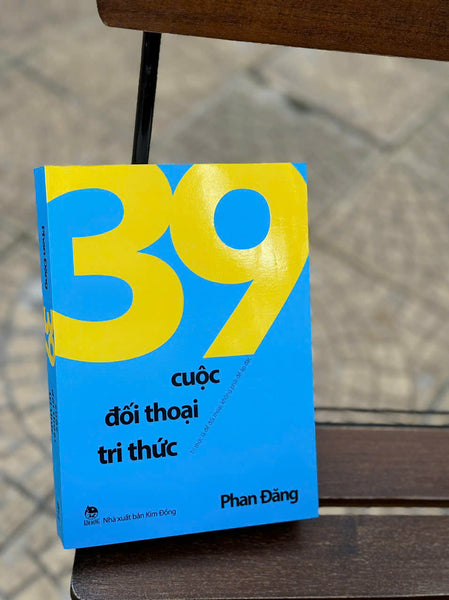 39
cuộc
đối thoại
tri thức
Phan Đăng
Nhà xuất bản Kim Đồng